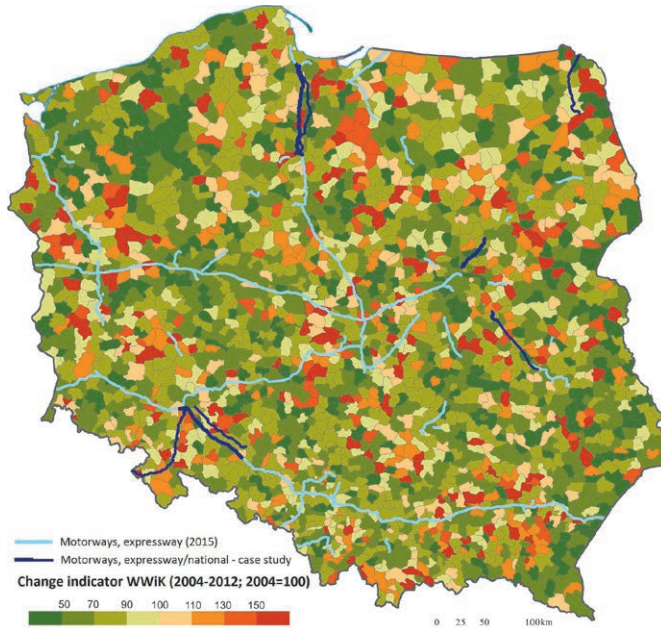 Motorways, expressway (2015)
Motorways, expressway/national - case study
Change indicator WWiK (2004-2012; 2004=100)
50 70 90 100 110 130 150
0 25 50 100km